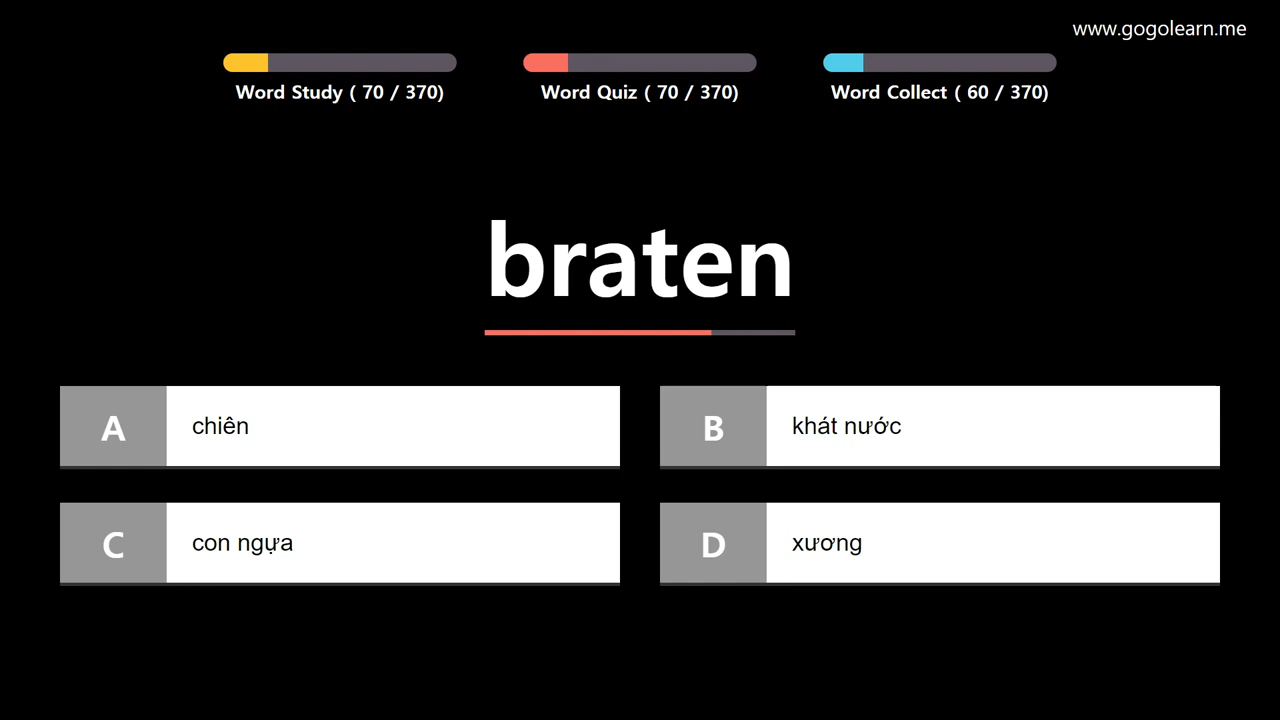 www.gogolearn.me
Word Study ( 70 / 370)
Word Quiz ( 70 / 370)
Word Collect ( 60 / 370)
braten
A chiên
B khát nước
C con ngựa
D xương